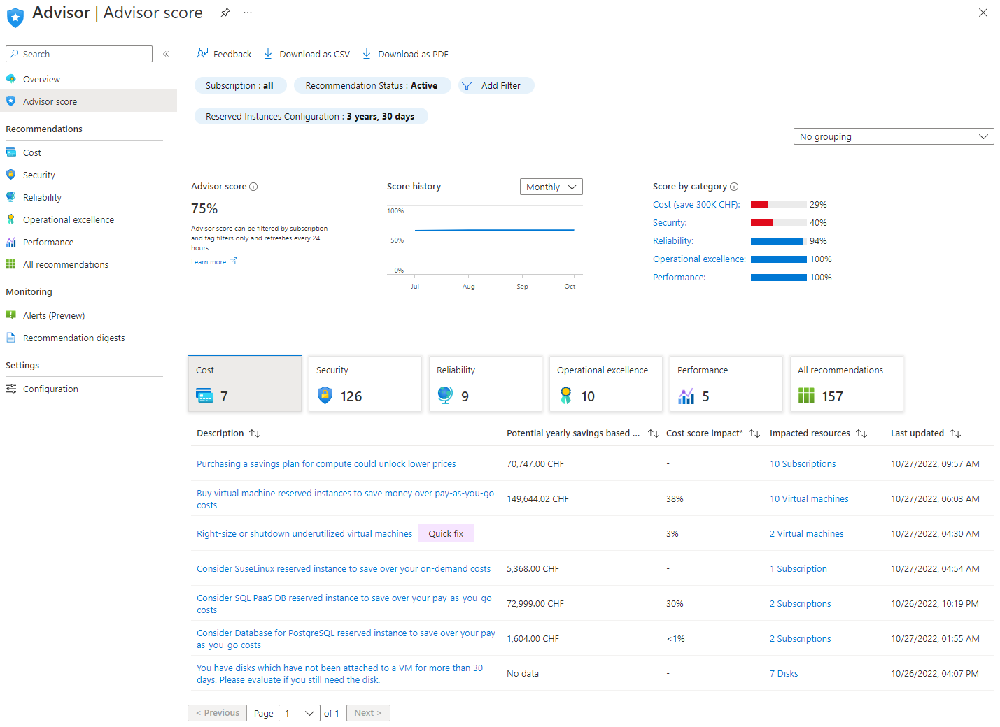 Advisor | Advisor score
Search
Overview
Advisor score
Recommendations
Cost
Security
Reliability
Operational excellence
Performance
All recommendations
Monitoring
Alerts (Preview)
Recommendation digests
Settings
Configuration
Feedback
Download as CSV
Download as PDF
Subscription : all
Recommendation Status : Active
Add Filter
Reserved Instances Configuration : 3 years, 30 days
No grouping
Advisor score
75%
Advisor score can be filtered by subscription
and tag filters only and refreshes every 24
hours.
Learn more
Score history
Monthly
100%
50%
0%
Jul Aug Sep Oct
Score by category
Cost (save 300K CHF): 29%
Security: 40%
Reliability: 94%
Operational excellence: 100%
Performance: 100%
Cost
7
Security
126
Reliability
9
Operational excellence
10
Performance
5
All recommendations
157
Description Potential yearly savings based ... Cost score impact* Impacted resources Last updated
Purchasing a savings plan for compute could unlock lower prices 70,747.00 CHF - 10 Subscriptions 10/27/2022, 09:57 AM
Buy virtual machine reserved instances to save money over pay-as-you-go
costs
149,644.02 CHF 38% 10 Virtual machines 10/27/2022, 06:03 AM
Right-size or shutdown underutilized virtual machines Quick fix 3% 2 Virtual machines 10/27/2022, 04:30 AM
Consider SuseLinux reserved instance to save over your on-demand costs 5,368.00 CHF - 1 Subscription 10/27/2022, 04:54 AM
Consider SQL PaaS DB reserved instance to save over your pay-as-you-go
costs
72,999.00 CHF 30% 2 Subscriptions 10/26/2022, 10:19 PM
Consider Database for PostgreSQL reserved instance to save over your pay-
as-you-go costs
1,604.00 CHF <1% 2 Subscriptions 10/27/2022, 01:55 AM
You have disks which have not been attached to a VM for more than 30
days. Please evaluate if you still need the disk.
No data - 7 Disks 10/26/2022, 04:07 PM
< Previous Page 1 of 1 Next >